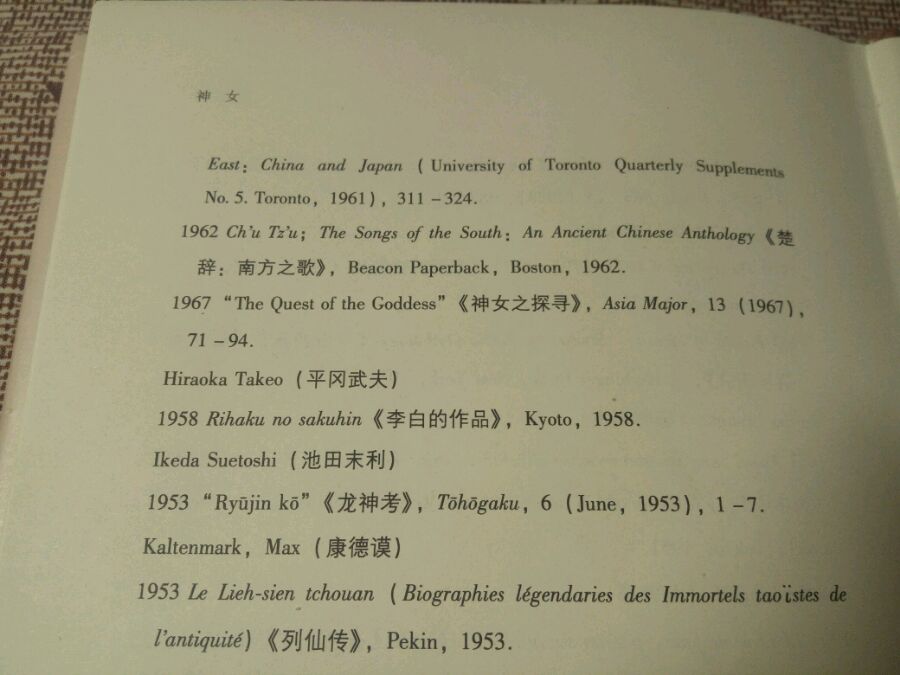 神 女
East: China and Japan (University of Toronto Quarterly Supplements
No. 5. Toronto, 1961), 311－324.
1962 Ch'u Tz'u; The Songs of the South: An Ancient Chinese Anthology《楚
辞：南方之歌》, Beacon Paperback, Boston, 1962.
1967 “The Quest of the Goddess”《神女之探寻》, Asia Major, 13 (1967),
71－94.
Hiraoka Takeo (平冈武夫)
1958 Rihaku no sakuhin《李白的作品》, Kyoto, 1958.
Ikeda Suetoshi (池田末利)
1953 “Ryūjin kō”《龙神考》, Tōhōgaku, 6 (June, 1953), 1－7.
Kaltenmark, Max (康德谟)
1953 Le Lieh-sien tchouan (Biographies légendaries des Immortels taoïstes de
l'antiquité)《列仙传》, Pekin, 1953.